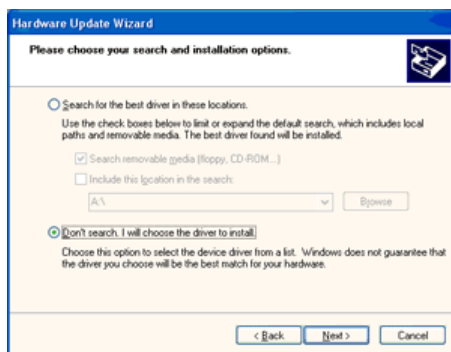 Hardware Update Wizard
Please choose your search and installation options.
Search for the best driver in these locations.
Use the check boxes below to limit or expand the default search, which includes local
paths and removable media. The best driver found will be installed.
Search removable media (floppy, CD-ROM...)
Include this location in the search:
A:\
Browse
Don't search. I will choose the driver to install.
Choose this option to select the device driver from a list. Windows does not guarantee that
the driver you choose will be the best match for your hardware.
< Back Next > Cancel